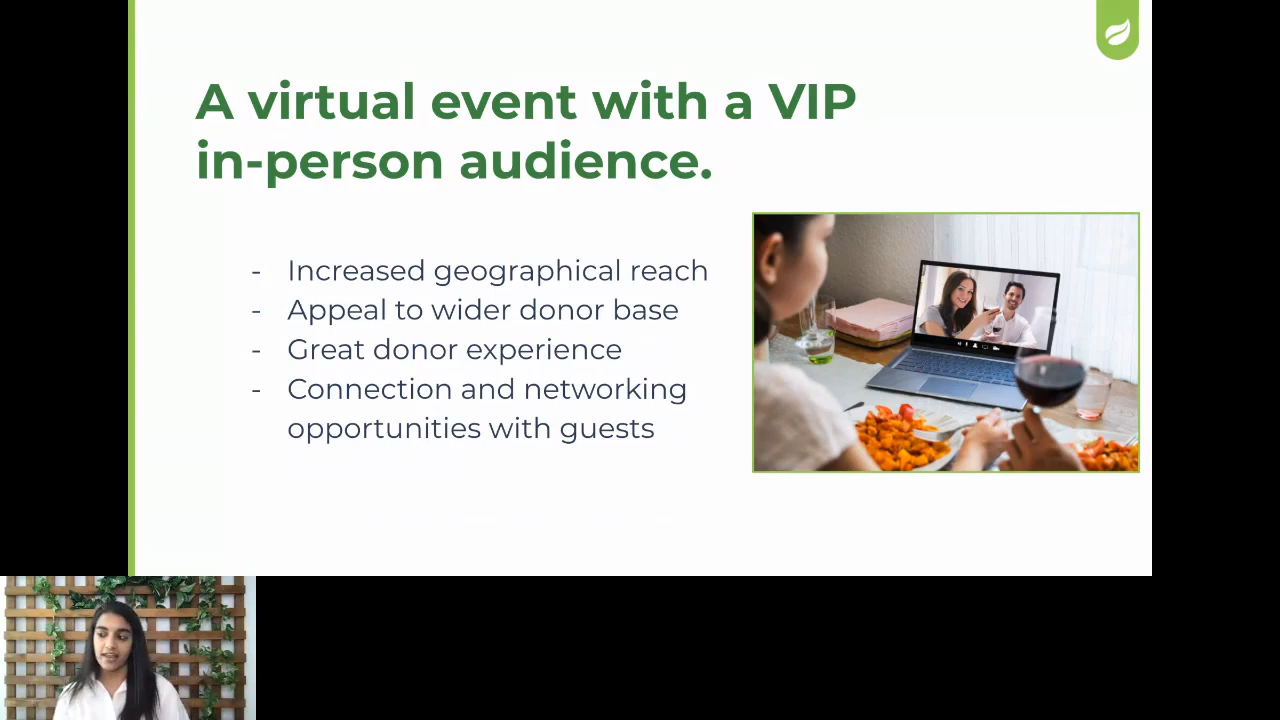 A virtual event with a VIP
in-person audience.
- Increased geographical reach
- Appeal to wider donor base
- Great donor experience
- Connection and networking
opportunities with guests